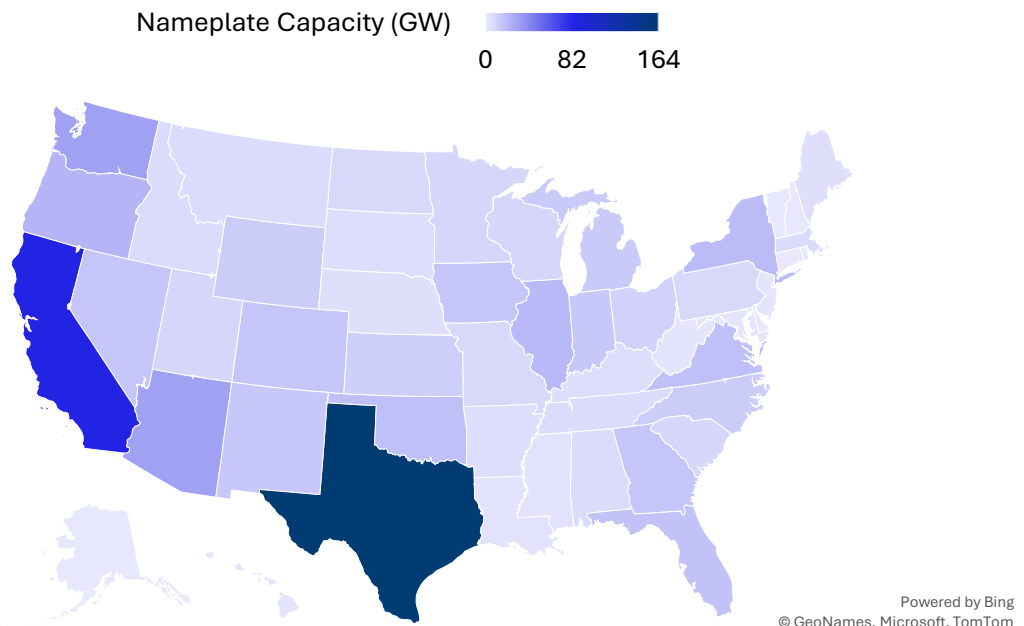 Nameplate Capacity (GW)
0 82 164
Powered by Bing
© GeoNames, Microsoft, TomTom